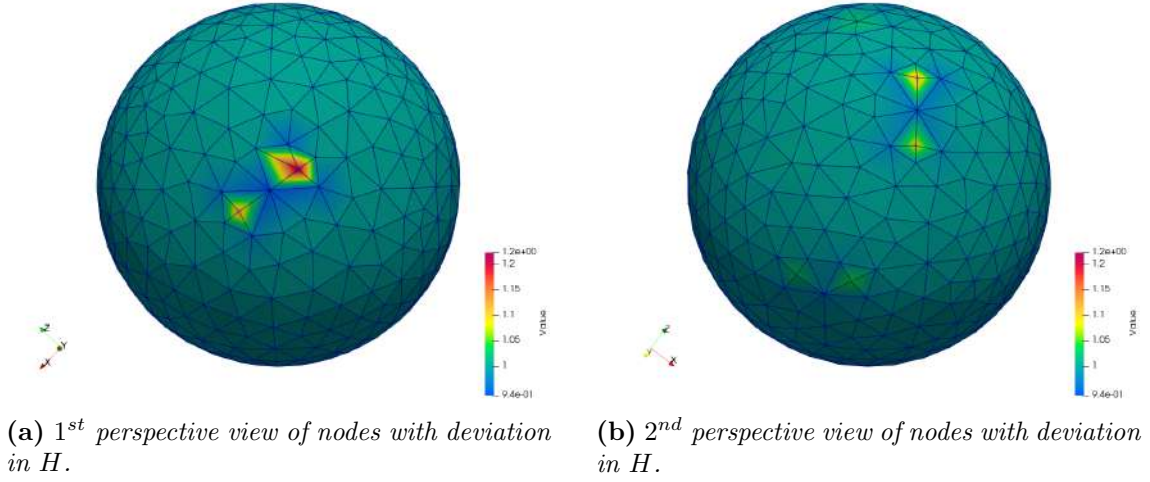 1.2e+00
1.2
1.15
1.1
1.05
1
9.4e-01
Value
Z
Y
X
1.2e+00
1.2
1.15
1.1
1.05
1
9.4e-01
Value
Z
Y
X
(a) 1st perspective view of nodes with deviation
in H.
(b) 2nd perspective view of nodes with deviation
in H.